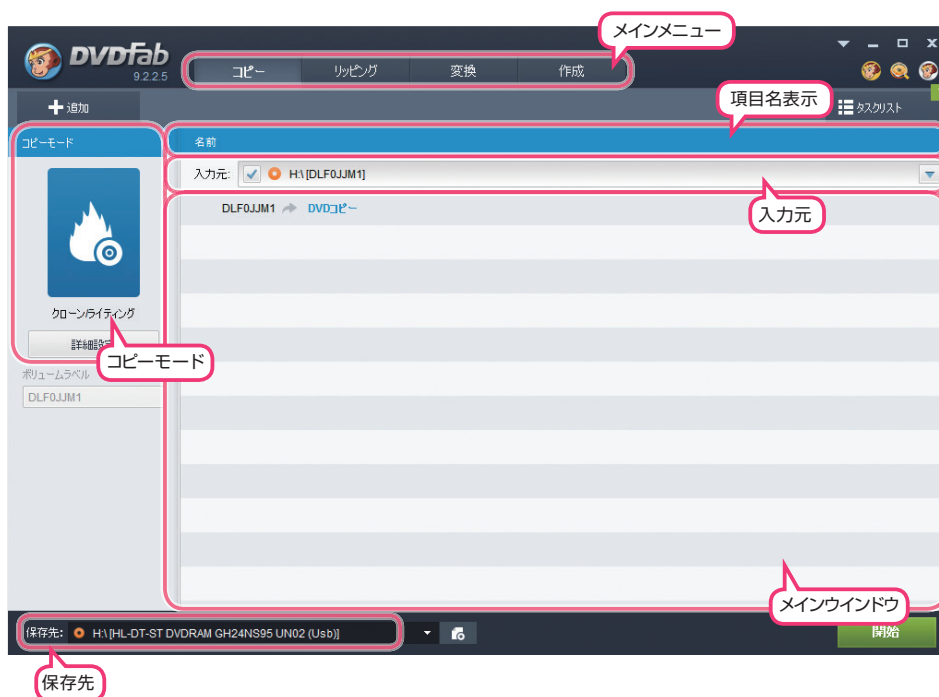 メインメニュー
DVDFab
9.2.2.5
コピー リッピング 変換 作成
項目名表示
追加
タスクリスト
コピーモード
名前
入力元: H:\ [DLF0JJM1]
入力元
DLF0JJM1 DVDコピー
クローン/ライティング
コピーモード
ボリュームラベル
DLF0JJM1
メインウインドウ
保存先: H:\ [HL-DT-ST DVDRAM GH24NS95 UN02 (Usb)]
開始
保存先